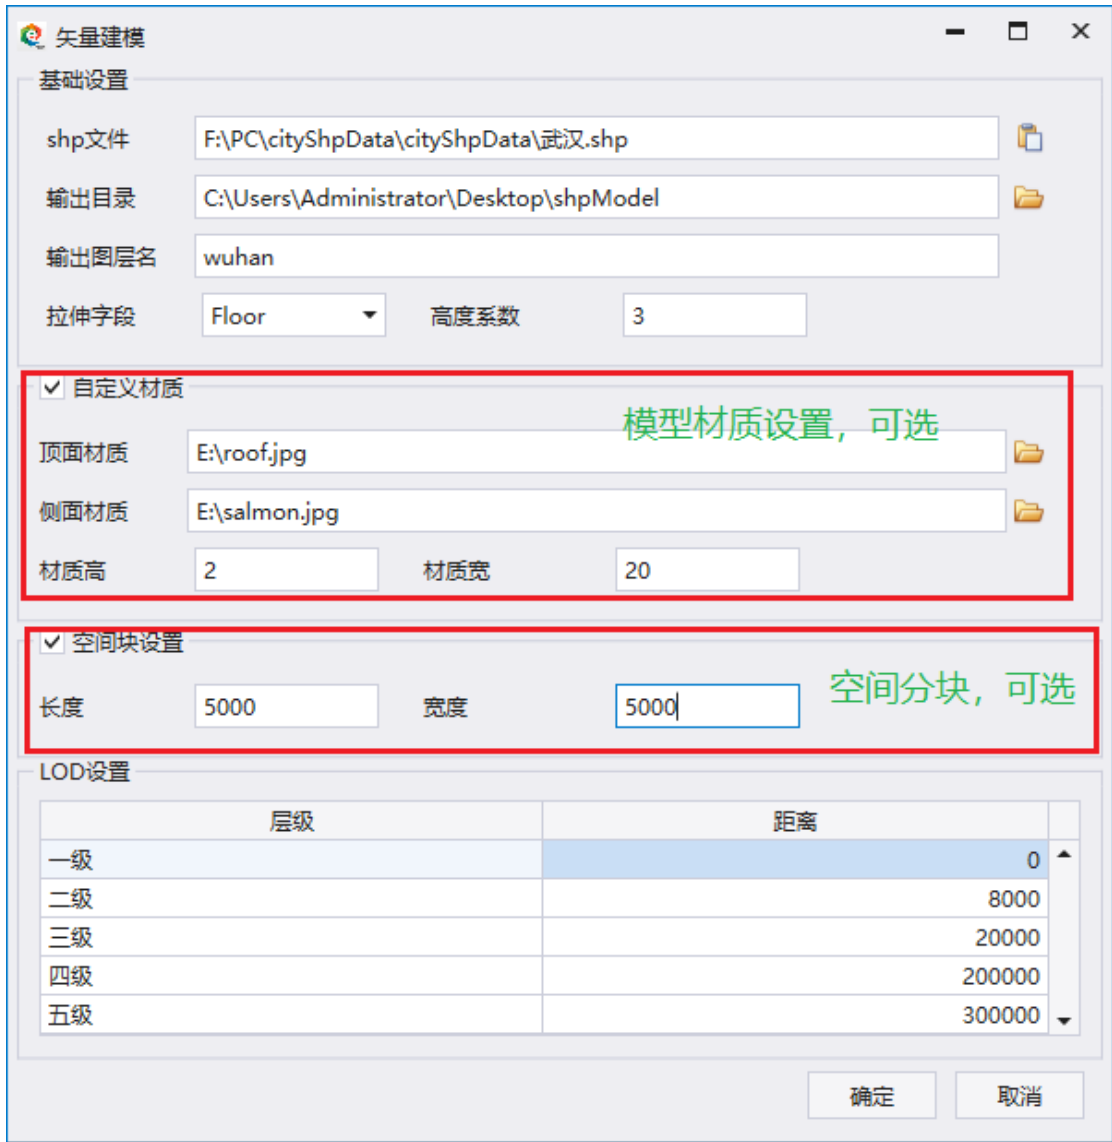 矢量建模
基础设置
shp文件 F:\PC\cityShpData\cityShpData\武汉.shp
输出目录 C:\Users\Administrator\Desktop\shpModel
输出图层名 wuhan
拉伸字段 Floor 高度系数 3
自定义材质
模型材质设置，可选
顶面材质 E:\roof.jpg
侧面材质 E:\salmon.jpg
材质高 2 材质宽 20
空间块设置
空间分块，可选
长度 5000 宽度 5000
LOD设置
层级 距离
一级 0
二级 8000
三级 20000
四级 200000
五级 300000
确定 取消